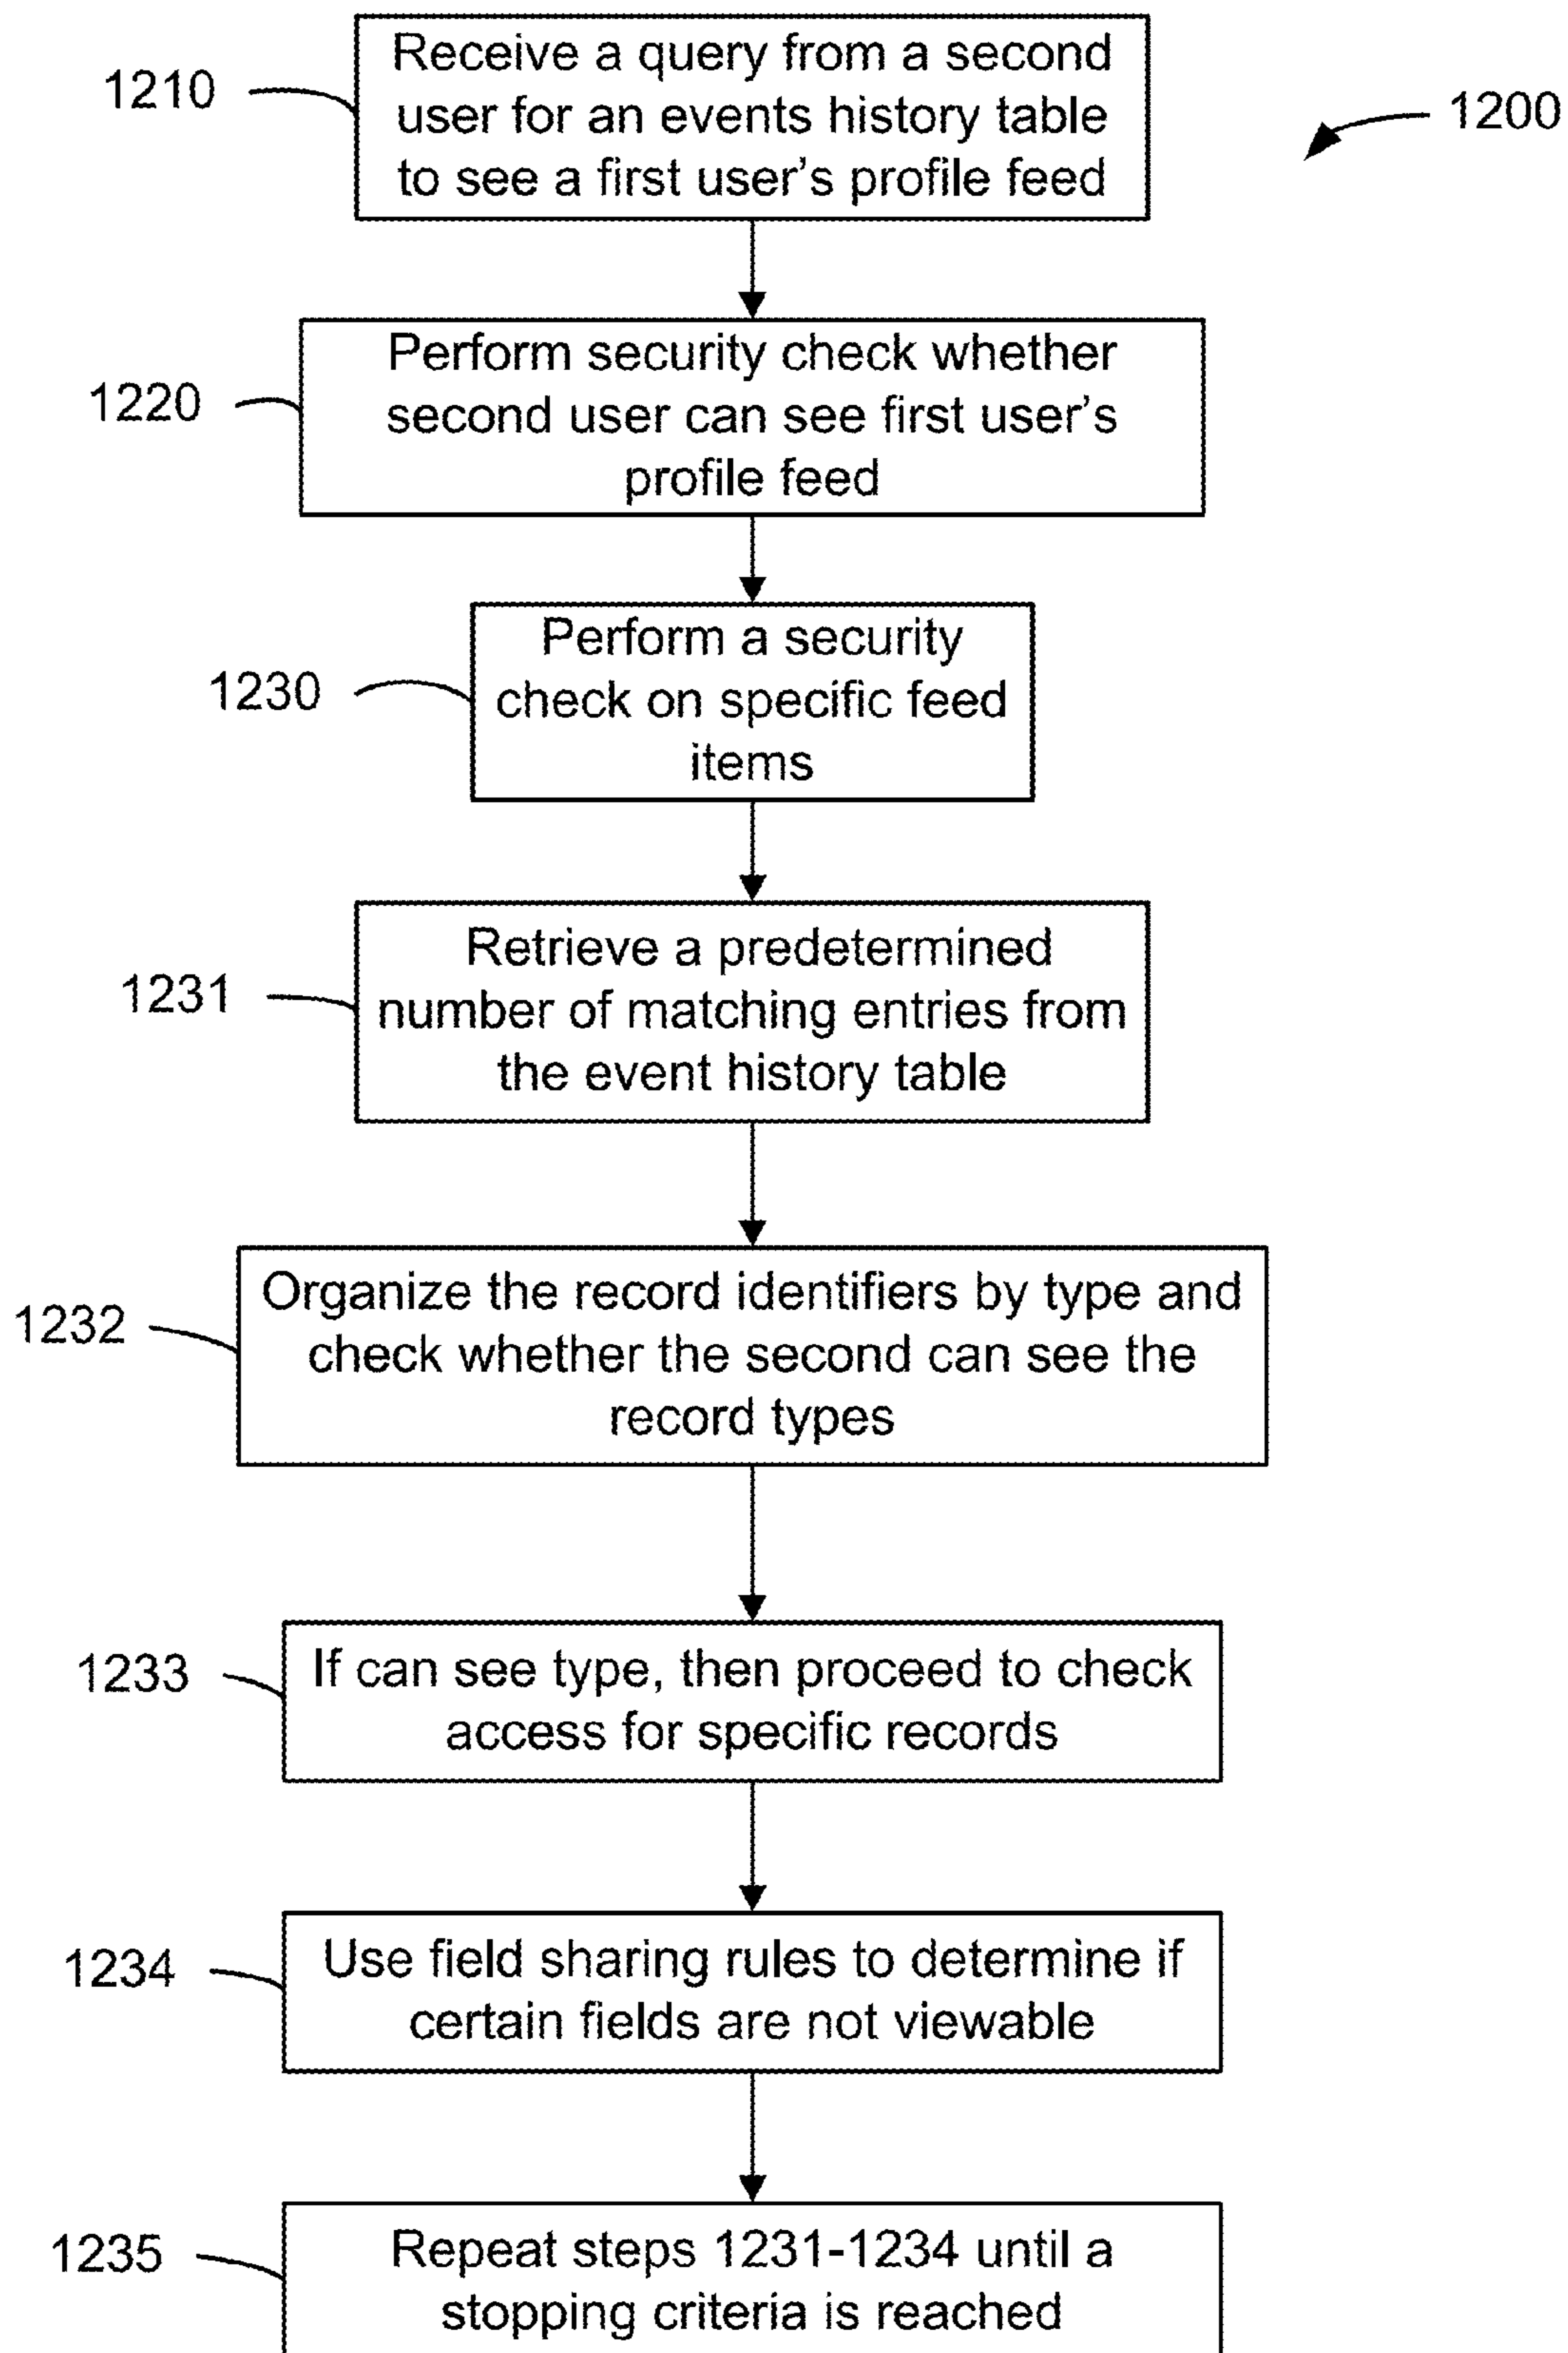 Receive a query from a second
user for an events history table
to see a first user's profile feed
1210
1200
Perform security check whether
second user can see first user's
profile feed
1220
Perform a security
check on specific feed
items
1230
Retrieve a predetermined
number of matching entries from
the event history table
1231
Organize the record identifiers by type and
check whether the second can see the
record types
1232
If can see type, then proceed to check
access for specific records
1233
Use field sharing rules to determine if
certain fields are not viewable
1234
Repeat steps 1231-1234 until a
stopping criteria is reached
1235